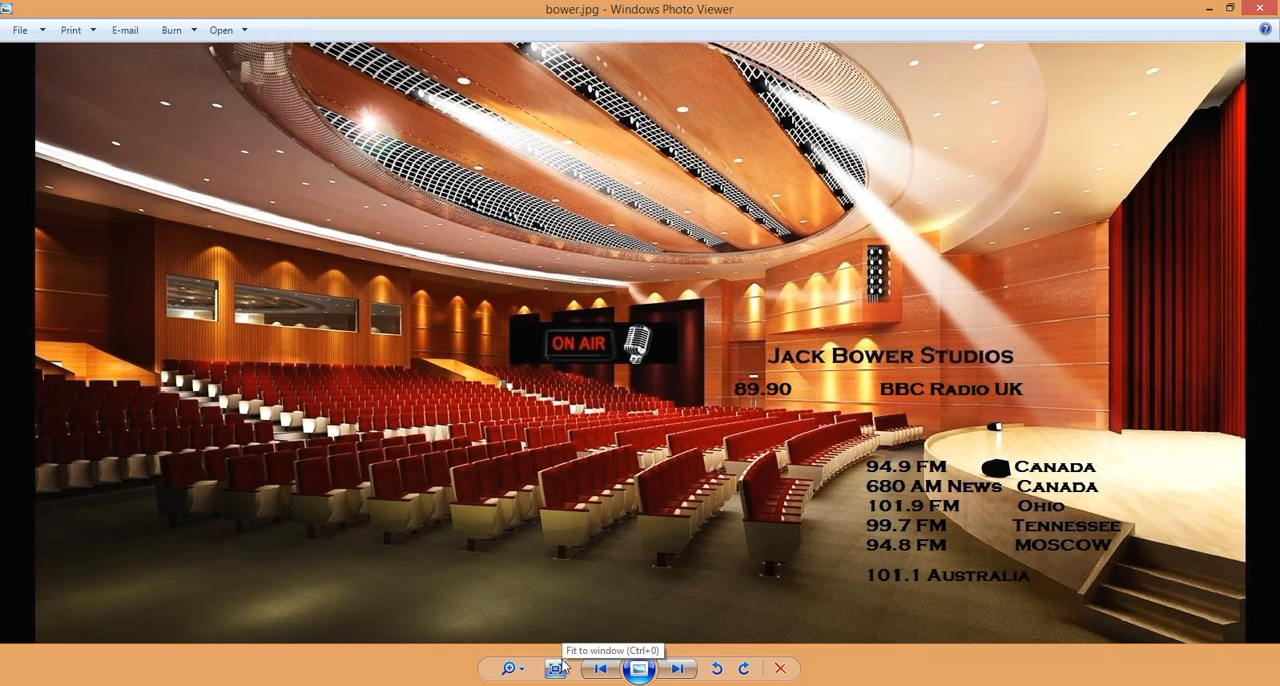 bower.jpg - Windows Photo Viewer
File Print E-mail Burn Open
ON AIR
Jack Bower Studios
89.90 BBC Radio UK
94.9 FM Canada
680 AM News Canada
101.9 FM Ohio
99.7 FM Tennessee
94.8 FM MOSCOW
101.1 Australia
Fit to window (Ctrl+0)